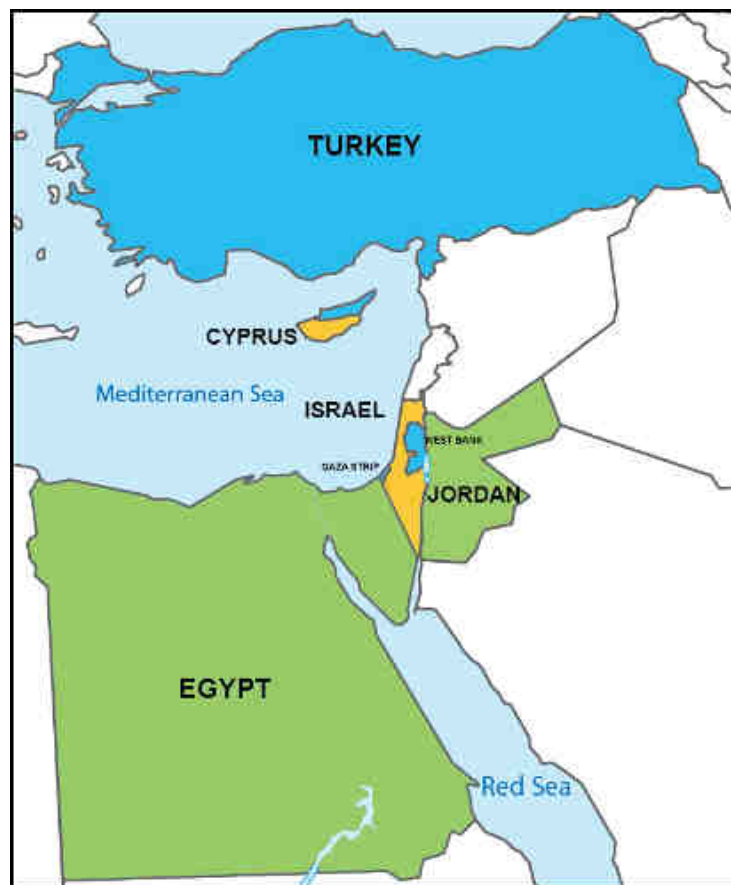 TURKEY
CYPRUS
Mediterranean Sea
ISRAEL
WEST BANK
GAZA STRIP
JORDAN
EGYPT
Red Sea